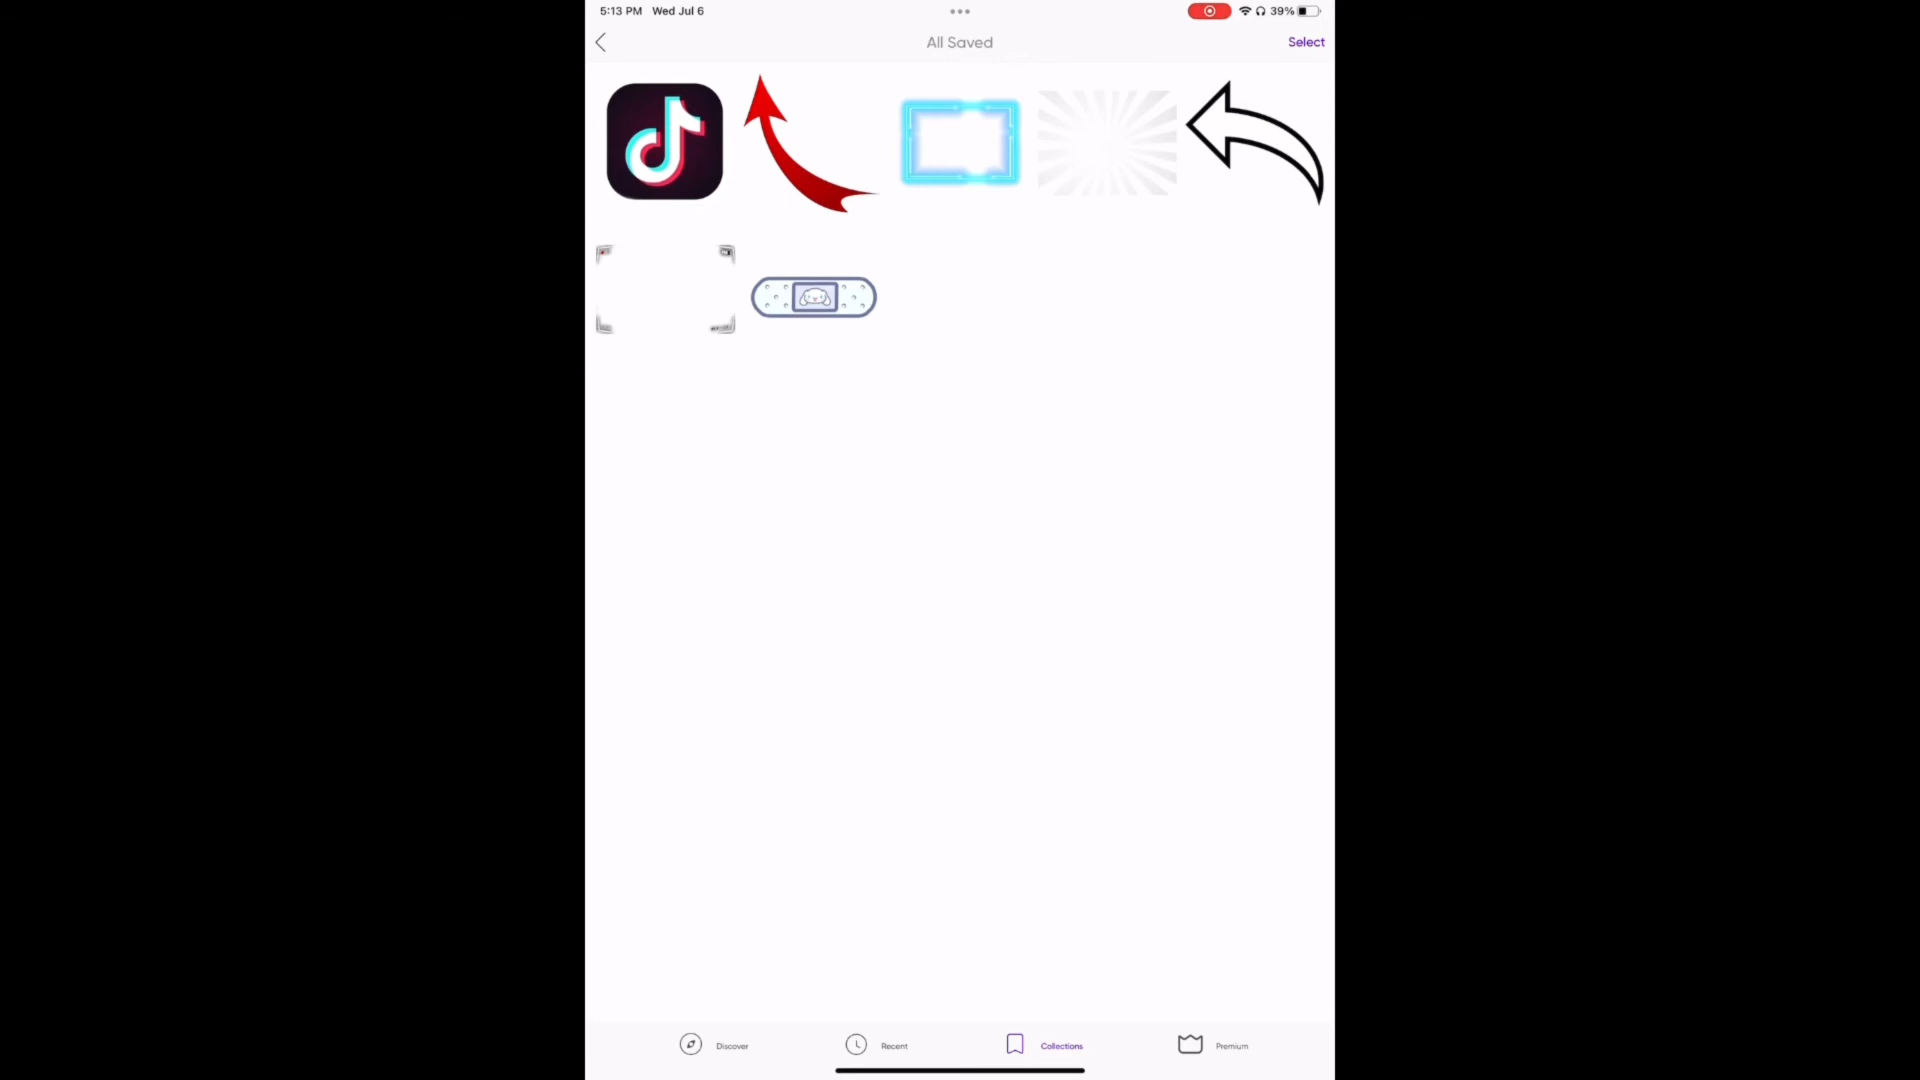 5:13 PM Wed Jul 6
39%
All Saved
Select
Discover
Recent
Collections
Premium